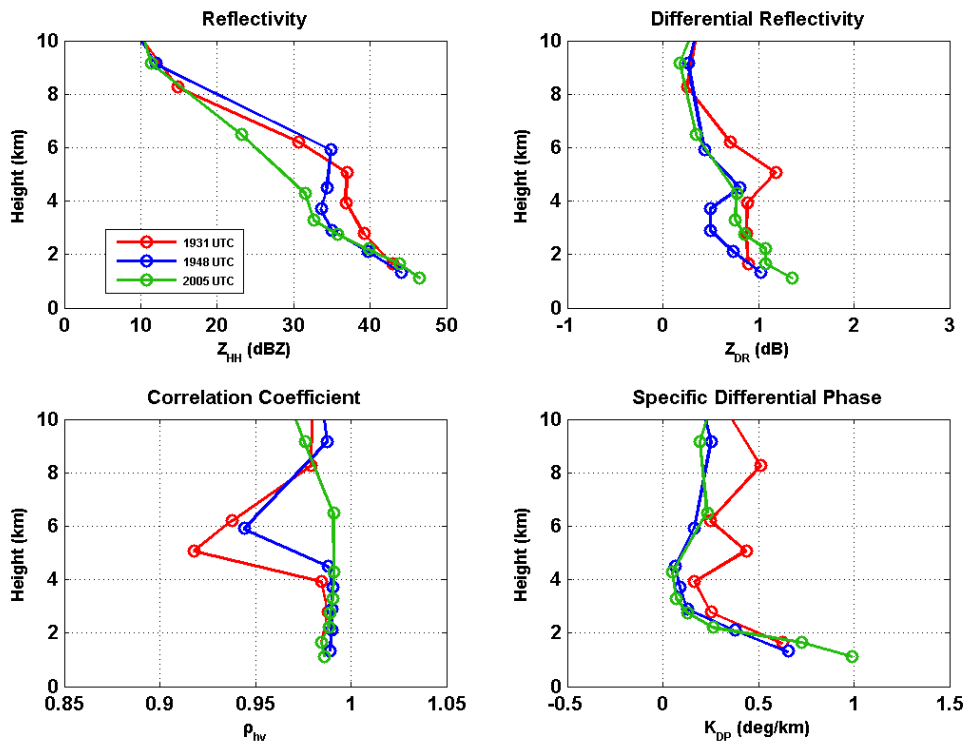 Reflectivity
10
8
6
4
2
0
Height (km)
1931 UTC
1948 UTC
2005 UTC
0 10 20 30 40 50
Z_HH (dBZ)
Differential Reflectivity
10
8
6
4
2
0
Height (km)
-1 0 1 2 3
Z_DR (dB)
Correlation Coefficient
10
8
6
4
2
0
Height (km)
0.85 0.9 0.95 1 1.05
ρ_hv
Specific Differential Phase
10
8
6
4
2
0
Height (km)
-0.5 0 0.5 1 1.5
K_DP (deg/km)